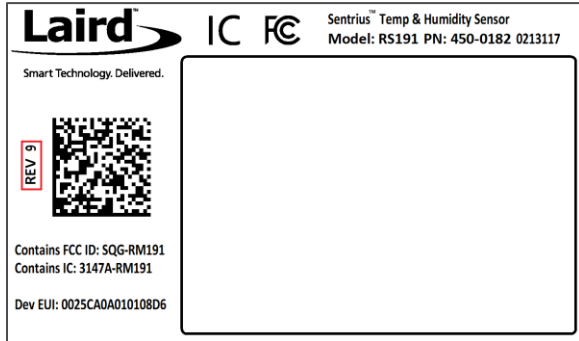 Laird™
Smart Technology. Delivered.
IC FC
Sentrius™ Temp & Humidity Sensor
Model: RS191 PN: 450-0182 0213117
REV 9
Contains FCC ID: SQG-RM191
Contains IC: 3147A-RM191
Dev EUI: 0025CA0A010108D6